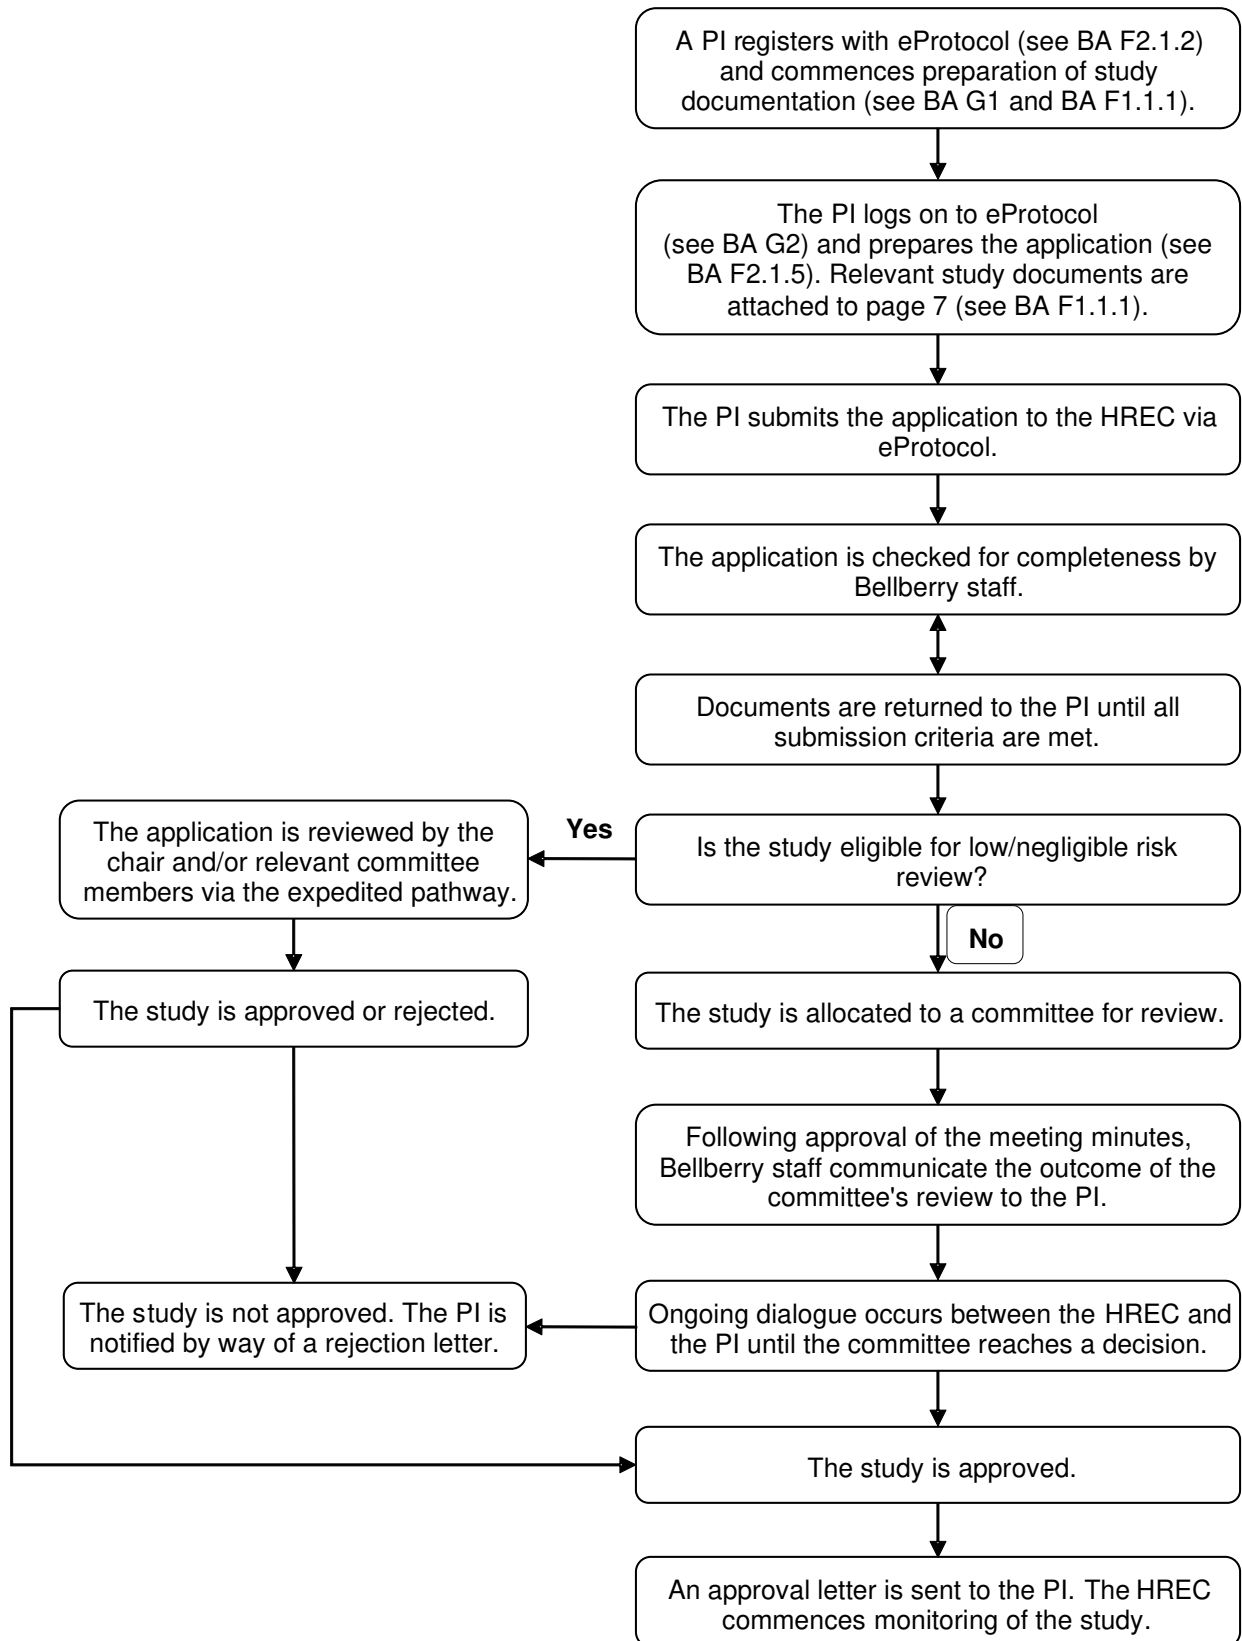 A PI registers with eProtocol (see BA F2.1.2)
and commences preparation of study
documentation (see BA G1 and BA F1.1.1).
The PI logs on to eProtocol
(see BA G2) and prepares the application (see
BA F2.1.5). Relevant study documents are
attached to page 7 (see BA F1.1.1).
The PI submits the application to the HREC via
eProtocol.
The application is checked for completeness by
Bellberry staff.
Documents are returned to the PI until all
submission criteria are met.
Is the study eligible for low/negligible risk
review?
Yes
The application is reviewed by the
chair and/or relevant committee
members via the expedited pathway.
No
The study is approved or rejected.
The study is allocated to a committee for review.
Following approval of the meeting minutes,
Bellberry staff communicate the outcome of the
committee's review to the PI.
Ongoing dialogue occurs between the HREC and
the PI until the committee reaches a decision.
The study is not approved. The PI is
notified by way of a rejection letter.
The study is approved.
An approval letter is sent to the PI. The HREC
commences monitoring of the study.